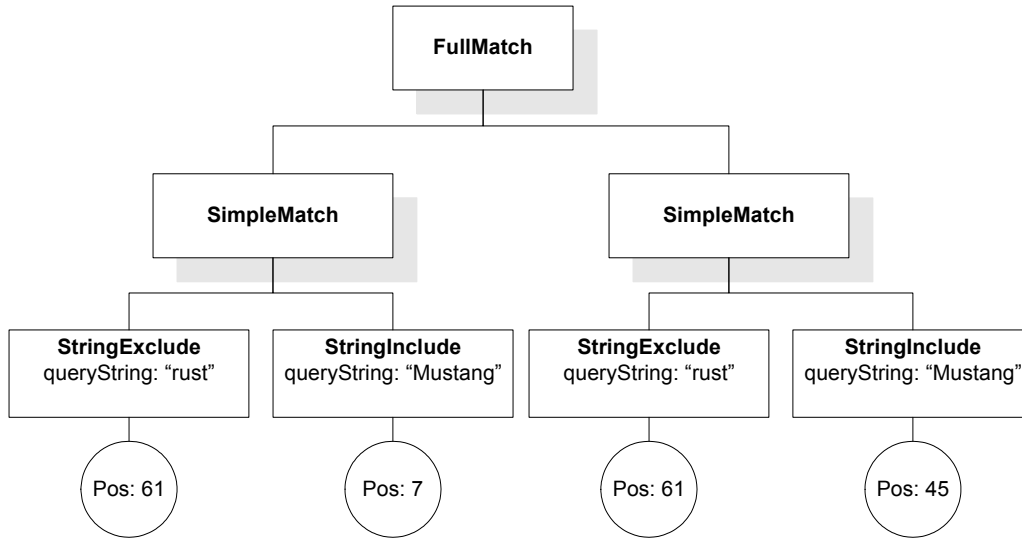 FullMatch
SimpleMatch
SimpleMatch
StringExclude
queryString: “rust”
StringInclude
queryString: “Mustang”
StringExclude
queryString: “rust”
StringInclude
queryString: “Mustang”
Pos: 61
Pos: 7
Pos: 61
Pos: 45